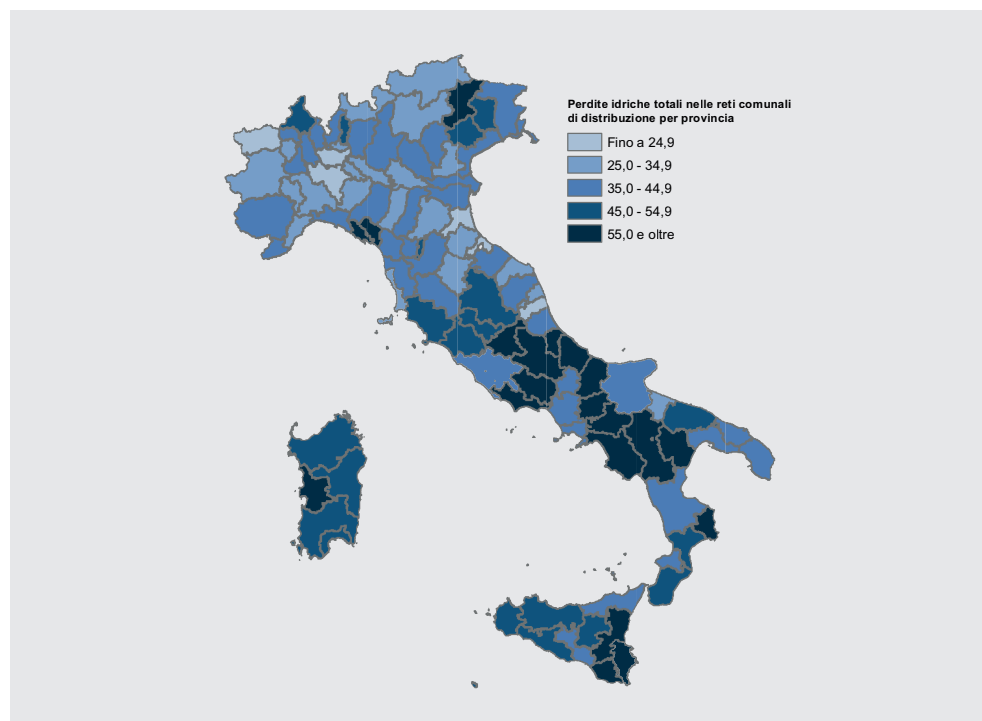 Perdite idriche totali nelle reti comunali
di distribuzione per provincia
Fino a 24,9
25,0 - 34,9
35,0 - 44,9
45,0 - 54,9
55,0 e oltre